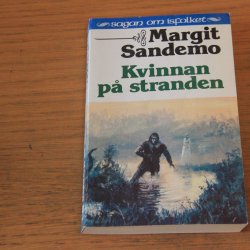 sagan om isfolket
Margit
Sandemo
Kvinnan
på stranden